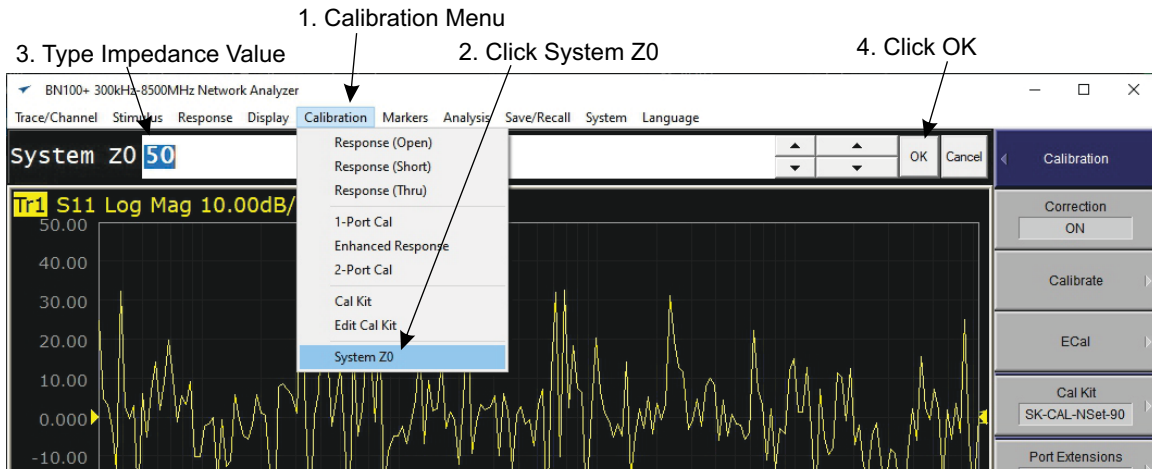 1. Calibration Menu
3. Type Impedance Value
2. Click System Z0
4. Click OK
BN100+ 300kHz-8500MHz Network Analyzer
Trace/Channel Stimulus Response Display Calibration Markers Analysis Save/Recall System Language
System Z0 50
OK
Cancel
Response (Open)
Response (Short)
Response (Thru)
1-Port Cal
Enhanced Response
2-Port Cal
Cal Kit
Edit Cal Kit
System Z0
Tr1 S11 Log Mag 10.00dB/
50.00
40.00
30.00
20.00
10.00
0.000
-10.00
Calibration
Correction
ON
Calibrate
ECal
Cal Kit
SK-CAL-NSet-90
Port Extensions